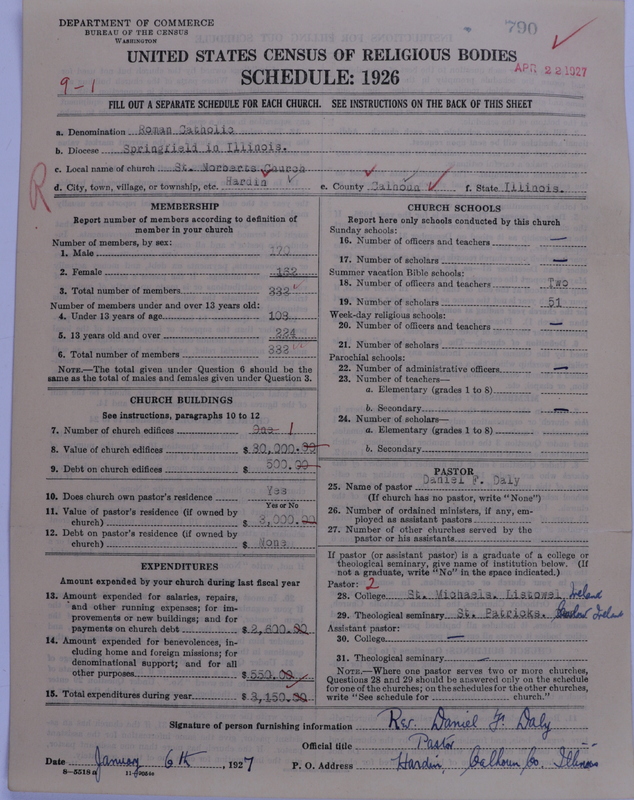 DEPARTMENT OF COMMERCE
BUREAU OF THE CENSUS
WASHINGTON
790
UNITED STATES CENSUS OF RELIGIOUS BODIES
SCHEDULE: 1926
APR 22 1927
9-1
FILL OUT A SEPARATE SCHEDULE FOR EACH CHURCH. SEE INSTRUCTIONS ON THE BACK OF THIS SHEET
R
a. Denomination Roman Catholic
b. Diocese Springfield in Illinois.
c. Local name of church St. Norberts Church
d. City, town, village, or township, etc. Hardin e. County Calhoun f. State Illinois.
MEMBERSHIP
Report number of members according to definition of
member in your church
Number of members, by sex:
1. Male
2. Female
3. Total number of members 332
Number of members under and over 13 years old:
4. Under 13 years of age 108
5. 13 years old and over 224
6. Total number of members 332
NOTE.—The total given under Question 6 should be
same as the total of males and females given under Question 3.
CHURCH BUILDINGS
See instructions, paragraphs 10 to 12
7. Number of church edifices One 1
8. Value of church edifices $ 30,000.00
9. Debt on church edifices $ 500.00
10. Does church own pastor's residence Yes
Yes or No
11. Value of pastor's residence (if owned by
church) $ 3,000.00
12. Debt on pastor's residence (if owned by
church) $ None
EXPENDITURES
Amount expended by your church during last fiscal year
13. Amount expended for salaries, repairs,
and other running expenses; for im-
provements or new buildings; and for
payments on church debt $ 2,600.00
14. Amount expended for benevolences, in-
cluding home and foreign missions; for
denominational support; and for all
other purposes $ 550.00
15. Total expenditures during year $ 3,150.00
CHURCH SCHOOLS
Report here only schools conducted by this church
Sunday schools:
16. Number of officers and teachers —
17. Number of scholars —
Summer vacation Bible schools:
18. Number of officers and teachers Two
19. Number of scholars 51
Week-day religious schools:
20. Number of officers and teachers —
21. Number of scholars
Parochial schools:
22. Number of administrative officers —
23. Number of teachers—
a. Elementary (grades 1 to 8)
b. Secondary —
24. Number of scholars—
a. Elementary (grades 1 to 8)
b. Secondary
PASTOR
25. Name of pastor Daniel F. Daly
(If church has no pastor, write "None")
26. Number of ordained ministers, if any, em-
ployed as assistant pastors
27. Number of other churches served by the
pastor or his assistants
If pastor (or assistant pastor) is a graduate of a college or
theological seminary, give name of institution below. (If
not a graduate, write "No" in the space indicated.)
Pastor: 2
28. College St. Michaels. Listowel, Ireland
29. Theological seminary St. Patricks. Ireland
Assistant pastor:
30. College —
31. Theological seminary —
NOTE.—Where one pastor serves two or more churches,
Questions 28 and 29 should be answered only on the schedule
for one of the churches; on the schedules for the other churches,
write "See schedule for church."
Signature of person furnishing information Rev. Daniel F. Daly
Official title Pastor
Date January 6th, 1927 P. O. Address Hardin, Calhoun Co. Illinois
8—5518 a